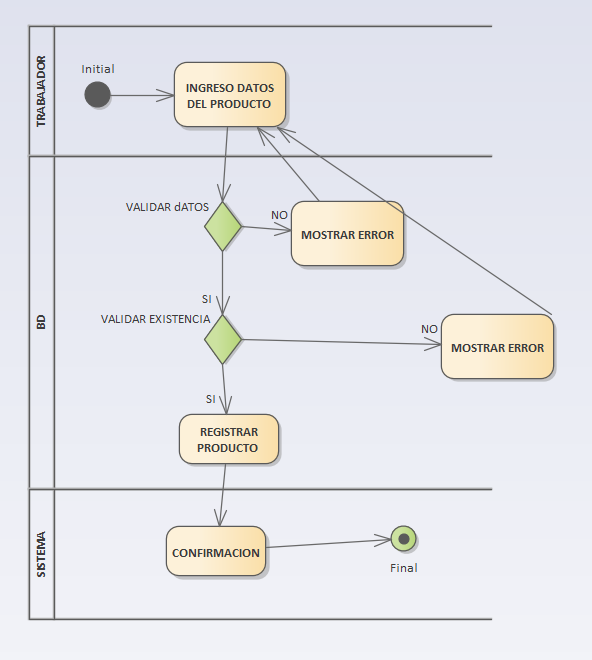 TRABAJADOR
Initial
INGRESO DATOS
DEL PRODUCTO
BD
VALIDAR dATOS
NO
MOSTRAR ERROR
SI
VALIDAR EXISTENCIA
NO
MOSTRAR ERROR
SI
REGISTRAR
PRODUCTO
SISTEMA
CONFIRMACION
Final